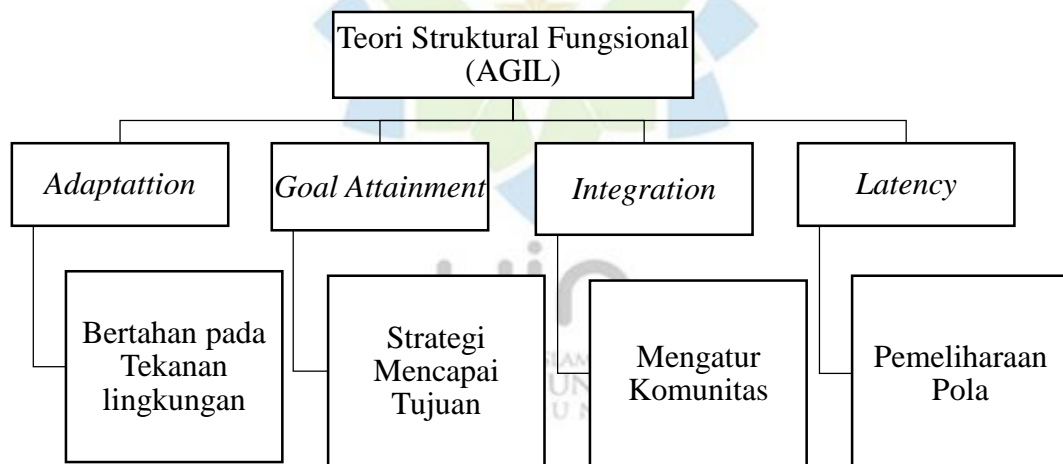 Teori Struktural Fungsional
(AGIL)
Adaptattion
Goal Attainment
Integration
Latency
Bertahan pada
Tekanan
lingkungan
Strategi
Mencapai
Tujuan
Mengatur
Komunitas
Pemeliharaan
Pola